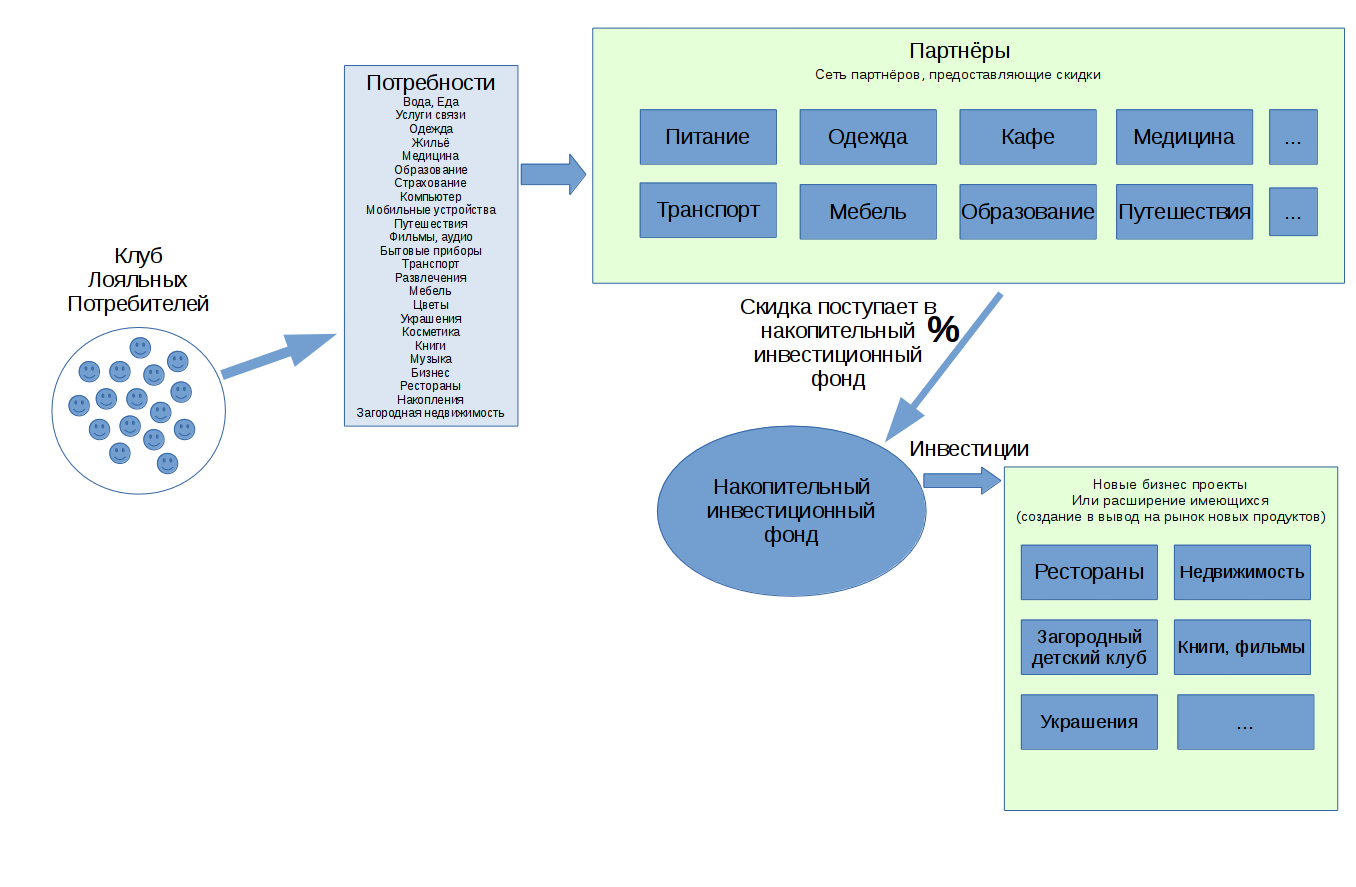 Клуб
Лояльных
Потребителей
Потребности
Вода, Еда
Услуги связи
Одежда
Жильё
Медицина
Образование
Страхование
Компьютер
Мобильные устройства
Путешествия
Фильмы, аудио
Бытовые приборы
Транспорт
Развлечения
Мебель
Цветы
Украшения
Косметика
Книги
Музыка
Бизнес
Рестораны
Накопления
Загородная недвижимость
Партнёры
Сеть партнёров, предоставляющие скидки
Питание
Одежда
Кафе
Медицина
...
Транспорт
Мебель
Образование
Путешествия
...
Скидка поступает в
накопительный
инвестиционный
фонд
%
Накопительный
инвестиционный
фонд
Инвестиции
Новые бизнес проекты
Или расширение имеющихся
(создание в вывод на рынок новых продуктов)
Рестораны
Недвижимость
Загородный
детский клуб
Книги, фильмы
Украшения
...